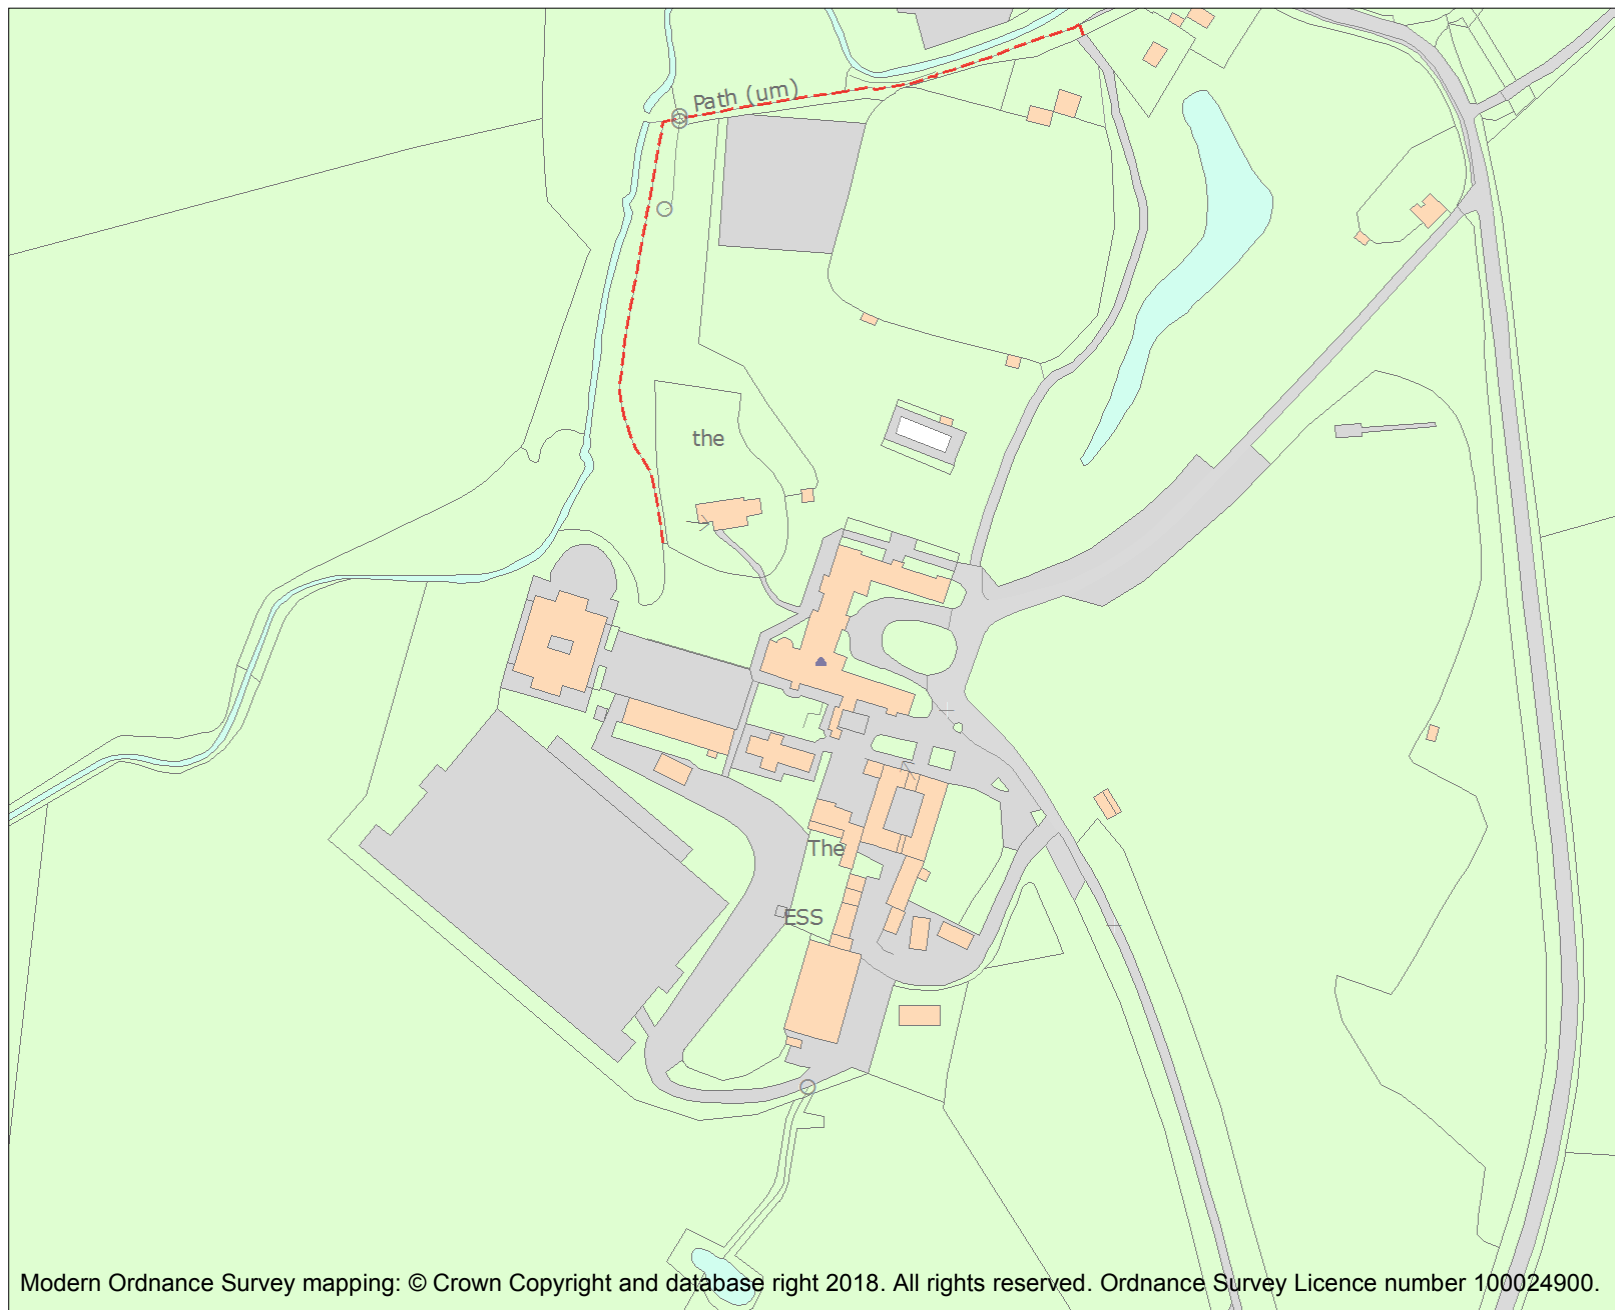 Path (um)
the
The
ESS
Modern Ordnance Survey mapping: © Crown Copyright and database right 2018. All rights reserved. Ordnance Survey Licence number 100024900.